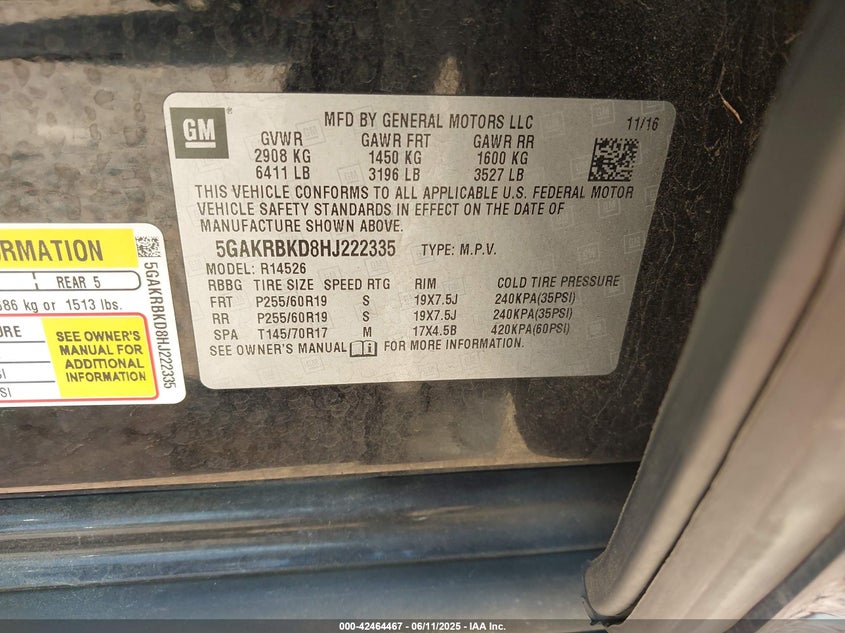 GM ®
MFD BY GENERAL MOTORS LLC 11/16
GVWR GAWR FRT GAWR RR
2908 KG 1450 KG 1600 KG
6411 LB 3196 LB 3527 LB
THIS VEHICLE CONFORMS TO ALL APPLICABLE U.S. FEDERAL MOTOR
VEHICLE SAFETY STANDARDS IN EFFECT ON THE DATE OF
MANUFACTURE SHOWN ABOVE.
5GAKRBKD8HJ222335 TYPE: M.P.V.
MODEL: R14526
RBBG TIRE SIZE SPEED RTG RIM COLD TIRE PRESSURE
FRT P255/60R19 S 19X7.5J 240KPA(35PSI)
RR P255/60R19 S 19X7.5J 240KPA(35PSI)
SPA T145/70R17 M 17X4.5B 420KPA(60PSI)
SEE OWNER'S MANUAL FOR MORE INFORMATION.
REAR 5
kg or 1513 lbs.
SEE OWNER'S
MANUAL FOR
ADDITIONAL
INFORMATION
5GAKRBKD8HJ222335
000-42464467 - 06/11/2025 - IAA Inc.